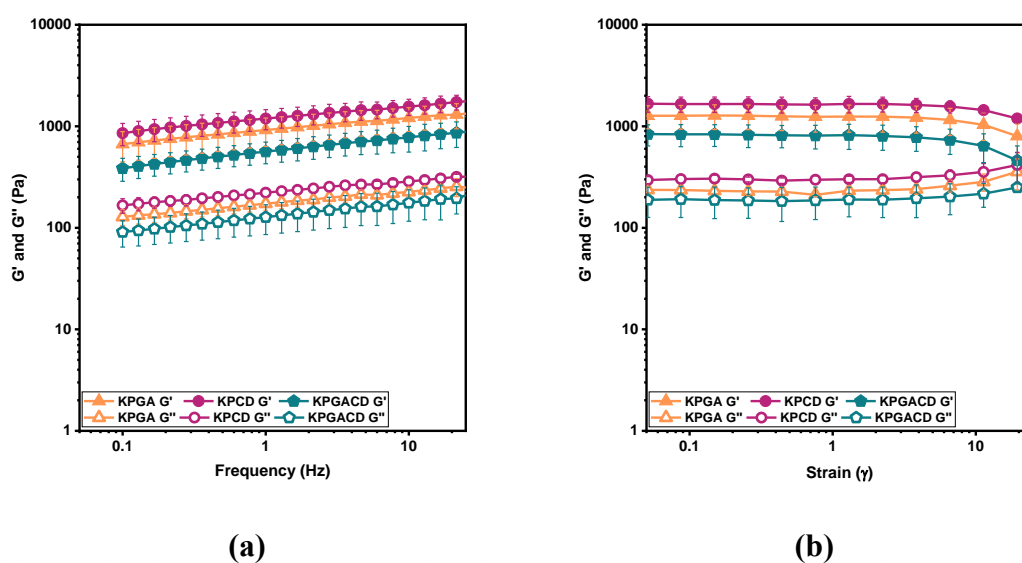 10000
1000
100
10
1
G' and G'' (Pa)
KPGA G' KPCD G' KPGACD G'
KPGA G'' KPCD G'' KPGACD G''
0.1 1 10
Frequency (Hz)
(a)
10000
1000
100
10
1
G' and G'' (Pa)
KPGA G' KPCD G' KPGACD G'
KPGA G'' KPCD G'' KPGACD G''
0.1 1 10
Strain (γ)
(b)